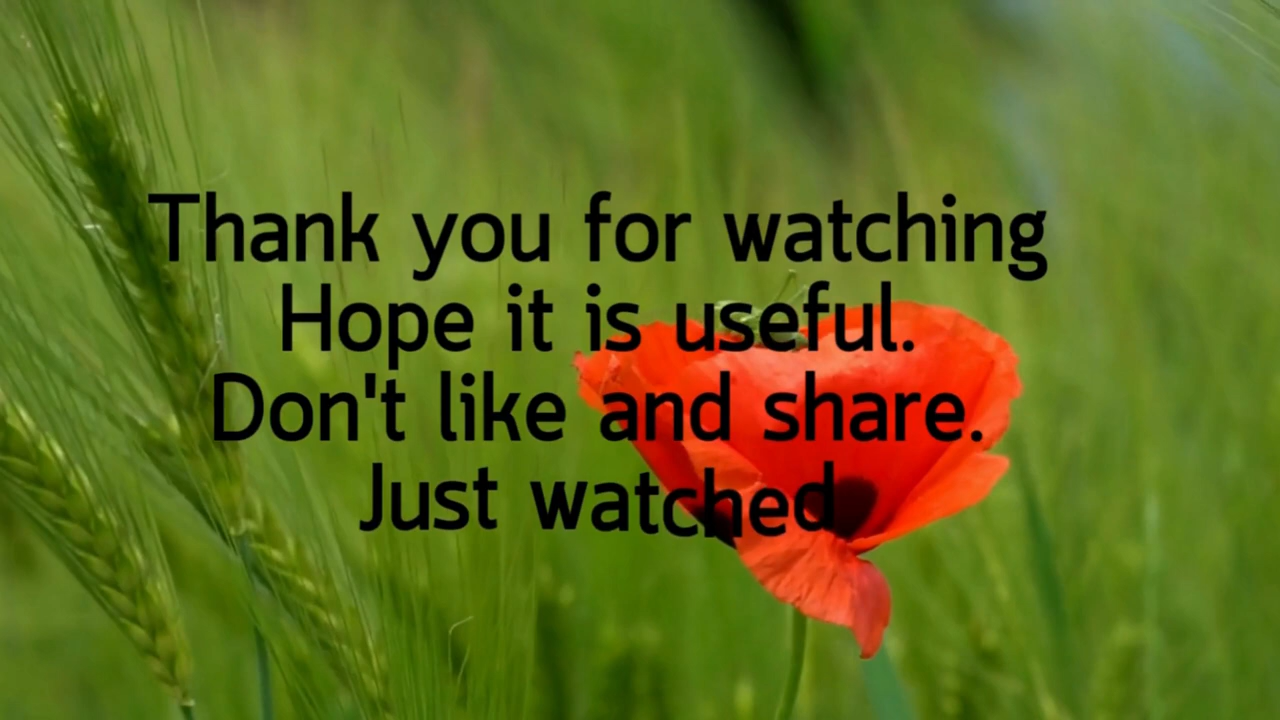 Thank you for watching
Hope it is useful.
Don't like and share.
Just watched